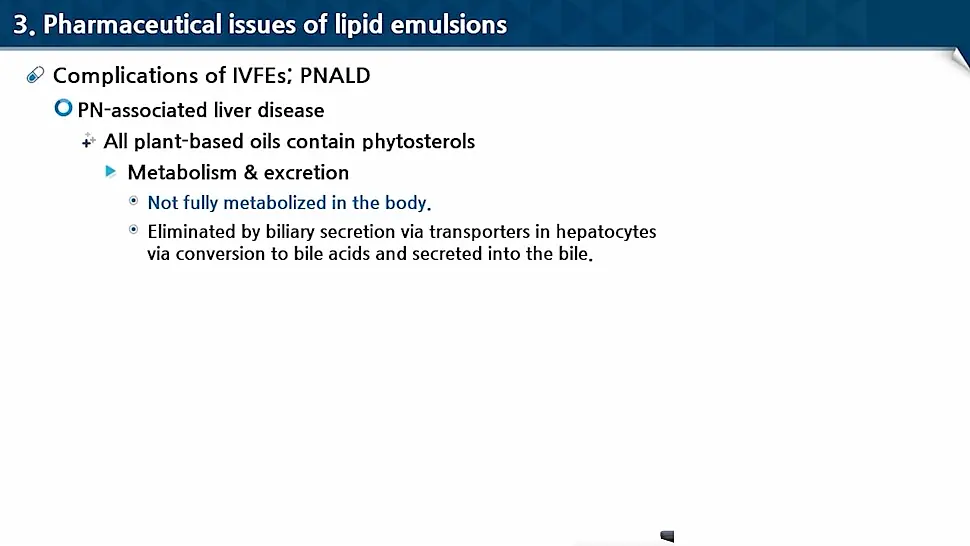 3. Pharmaceutical issues of lipid emulsions
Complications of IVFEs; PNALD
PN-associated liver disease
All plant-based oils contain phytosterols
Metabolism & excretion
Not fully metabolized in the body.
Eliminated by biliary secretion via transporters in hepatocytes
via conversion to bile acids and secreted into the bile.